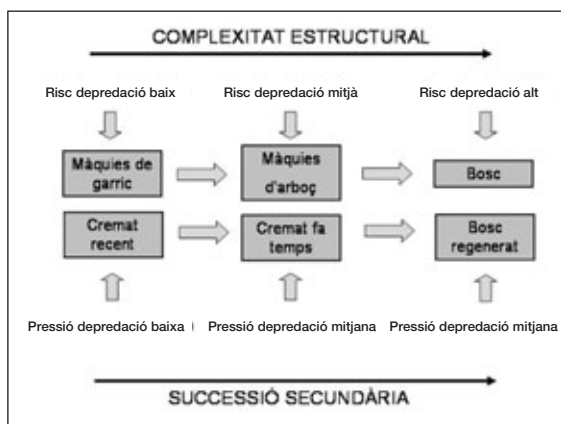 COMPLEXITAT ESTRUCTURAL
Risc depredació baix
Risc depredació mitjà
Risc depredació alt
Màquies de
garric
Màquies
d'arboç
Bosc
Cremat
recent
Cremat fa
temps
Bosc
regenerat
Pressió depredació baixa
Pressió depredació mitjana
Pressió depredació mitjana
SUCCESSIÓ SECUNDÀRIA